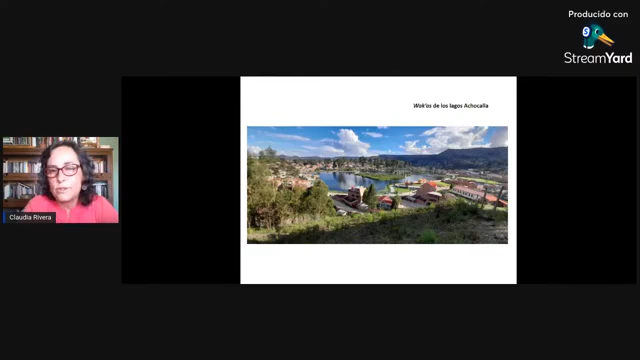 Producido con
StreamYard
Wak'as de los lagos Achocalla
Claudia Rivera